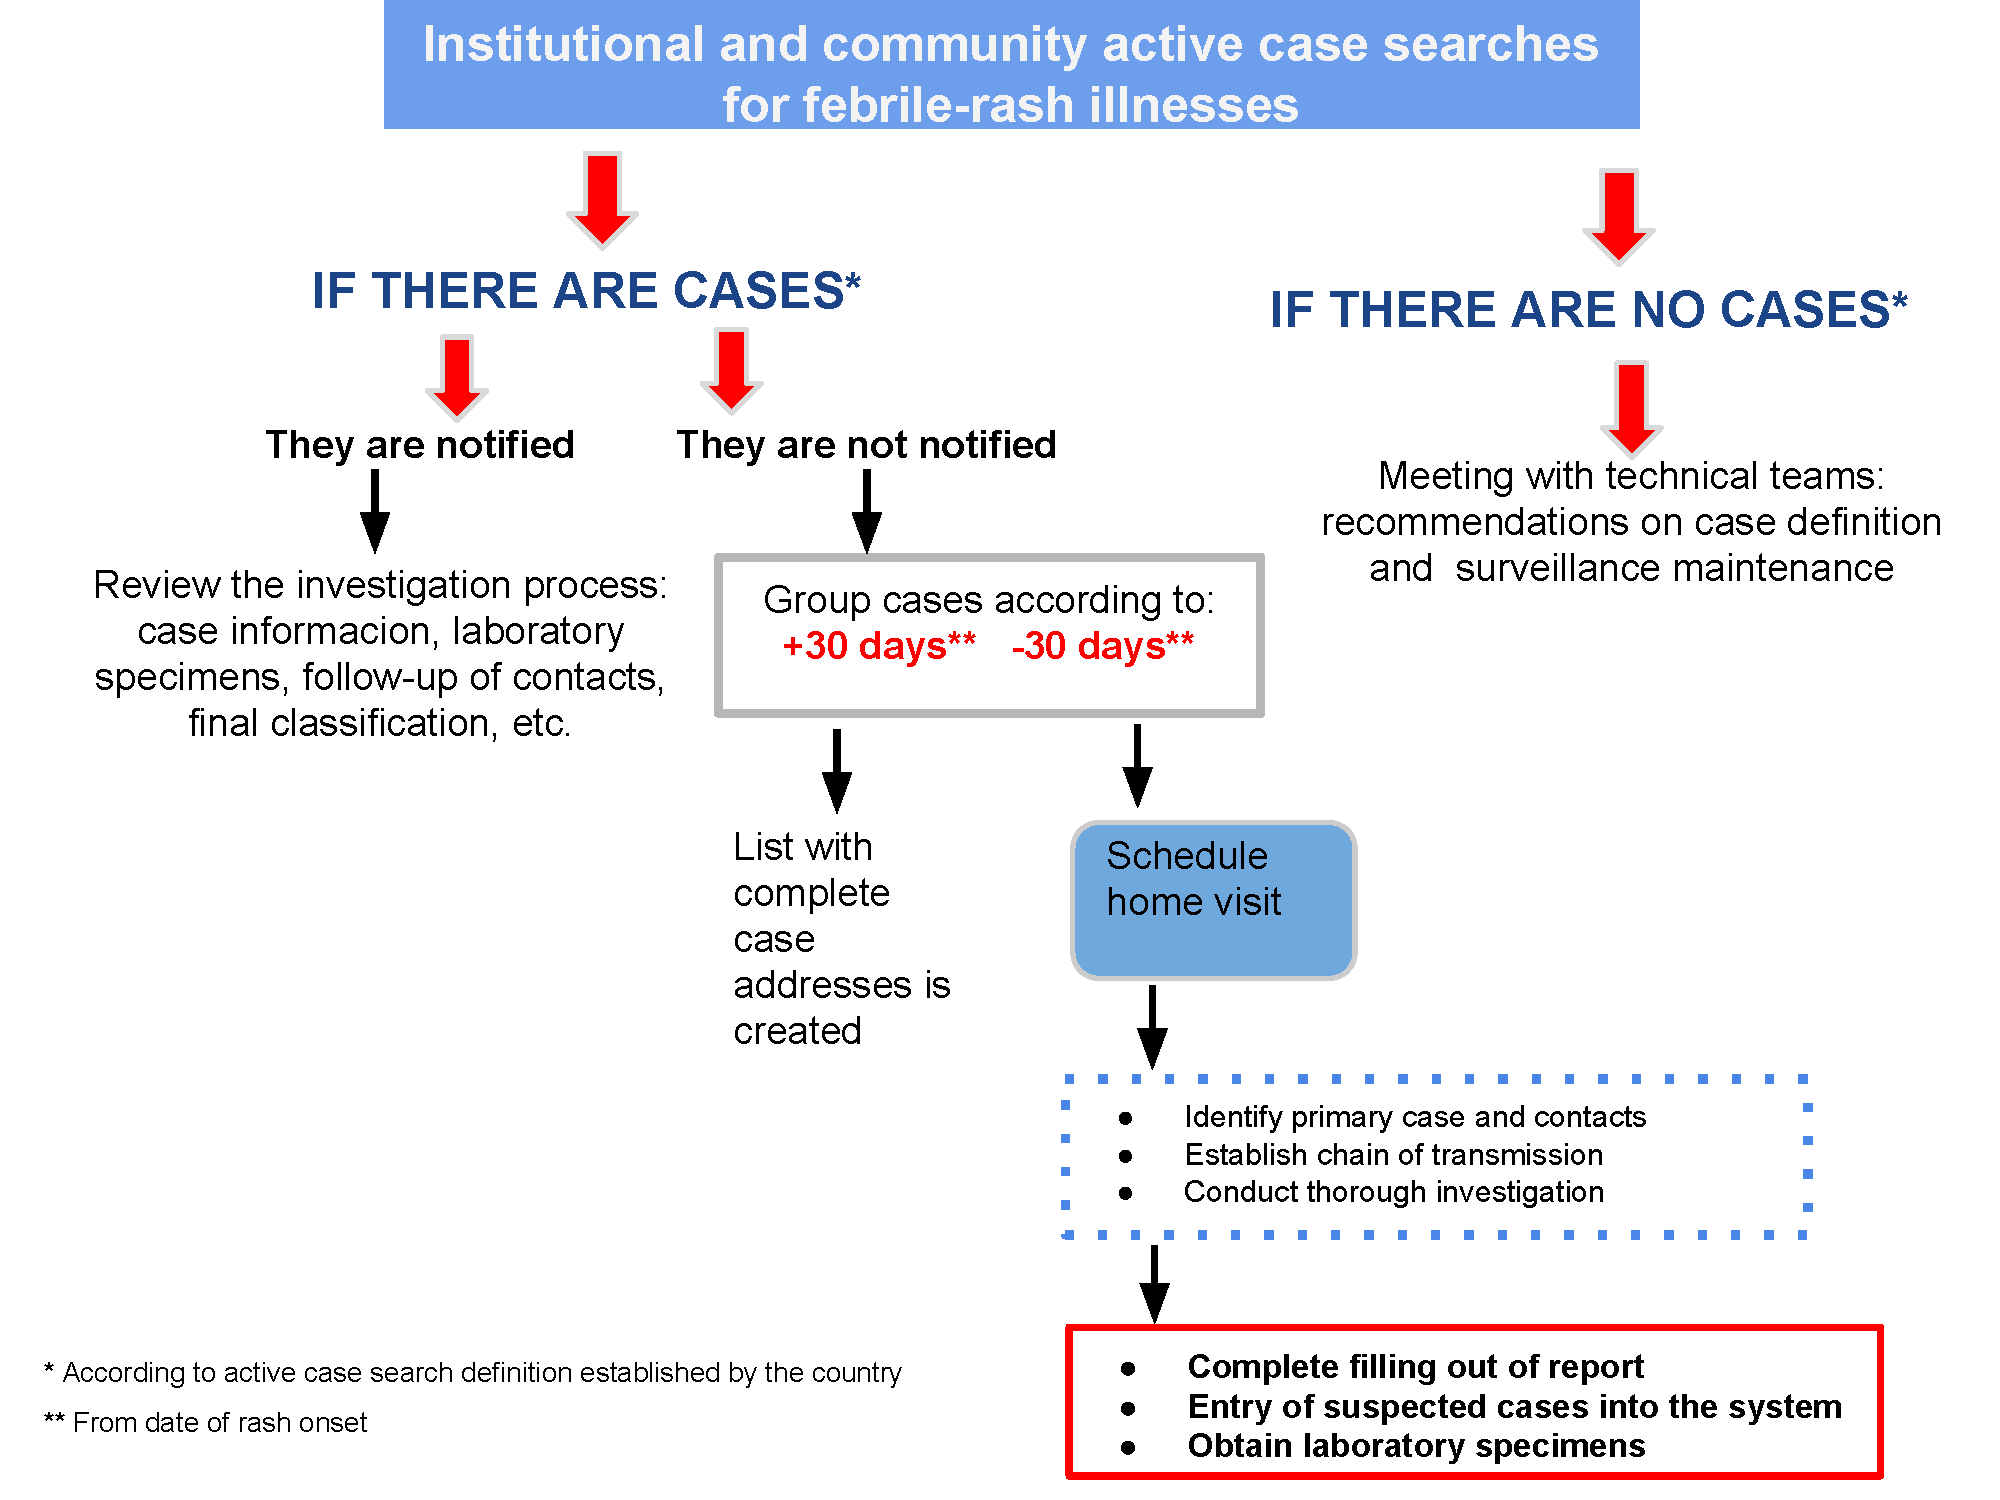 Institutional and community active case searches
for febrile-rash illnesses
IF THERE ARE CASES*
IF THERE ARE NO CASES*
They are notified
They are not notified
Meeting with technical teams:
recommendations on case definition
and  surveillance maintenance
Review the investigation process:
case informacion, laboratory
specimens, follow-up of contacts,
final classification, etc.
Group cases according to:
+30 days**   -30 days**
List with
complete
case
addresses is
created
Schedule
home visit
● Identify primary case and contacts
● Establish chain of transmission
● Conduct thorough investigation
● Complete filling out of report
● Entry of suspected cases into the system
● Obtain laboratory specimens
* According to active case search definition established by the country
** From date of rash onset